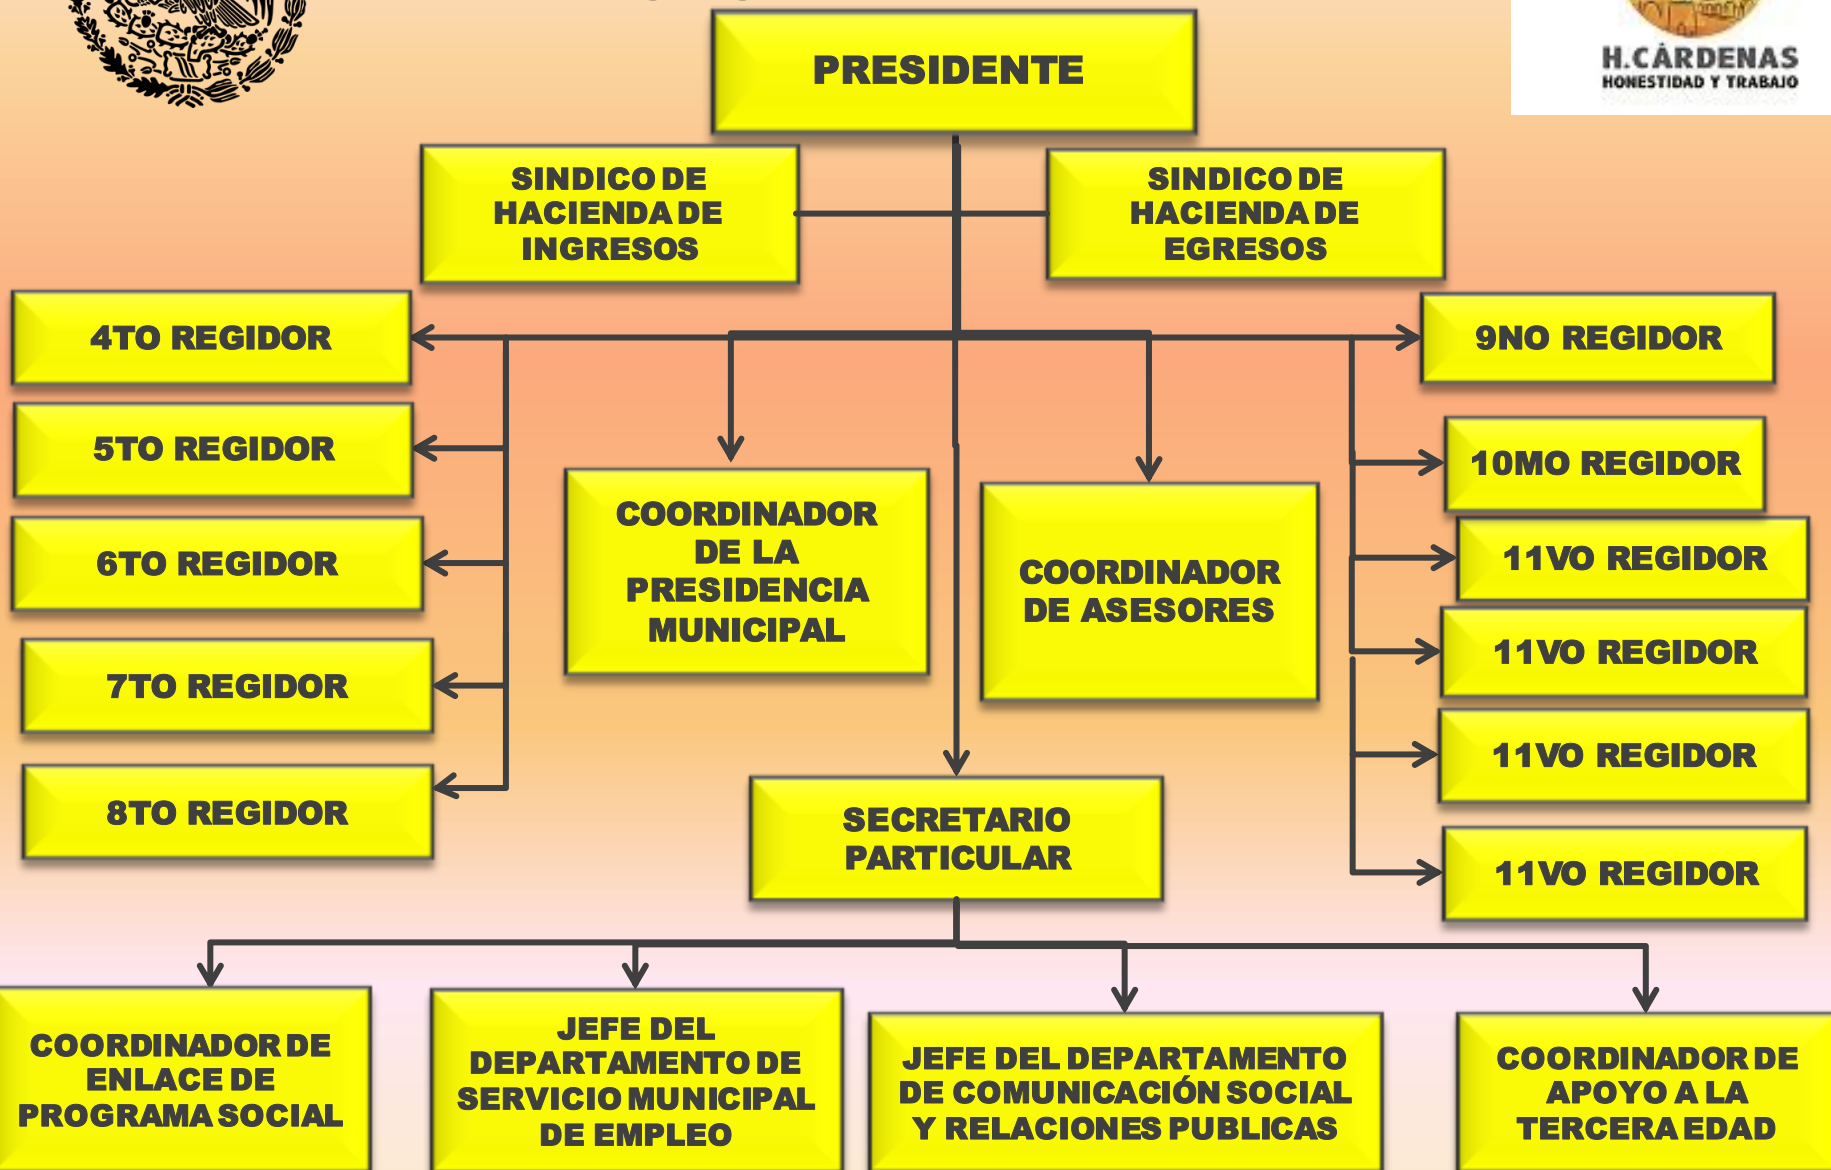 PRESIDENTE
H.CÁRDENAS
HONESTIDAD Y TRABAJO
SINDICO DE
HACIENDA DE
INGRESOS
SINDICO DE
HACIENDA DE
EGRESOS
4TO REGIDOR
9NO REGIDOR
5TO REGIDOR
10MO REGIDOR
6TO REGIDOR
11VO REGIDOR
COORDINADOR
DE LA
PRESIDENCIA
MUNICIPAL
COORDINADOR
DE ASESORES
7TO REGIDOR
11VO REGIDOR
11VO REGIDOR
8TO REGIDOR
SECRETARIO
PARTICULAR
11VO REGIDOR
COORDINADOR DE
ENLACE DE
PROGRAMA SOCIAL
JEFE DEL
DEPARTAMENTO DE
SERVICIO MUNICIPAL
DE EMPLEO
JEFE DEL DEPARTAMENTO
DE COMUNICACIÓN SOCIAL
Y RELACIONES PUBLICAS
COORDINADOR DE
APOYO A LA
TERCERA EDAD